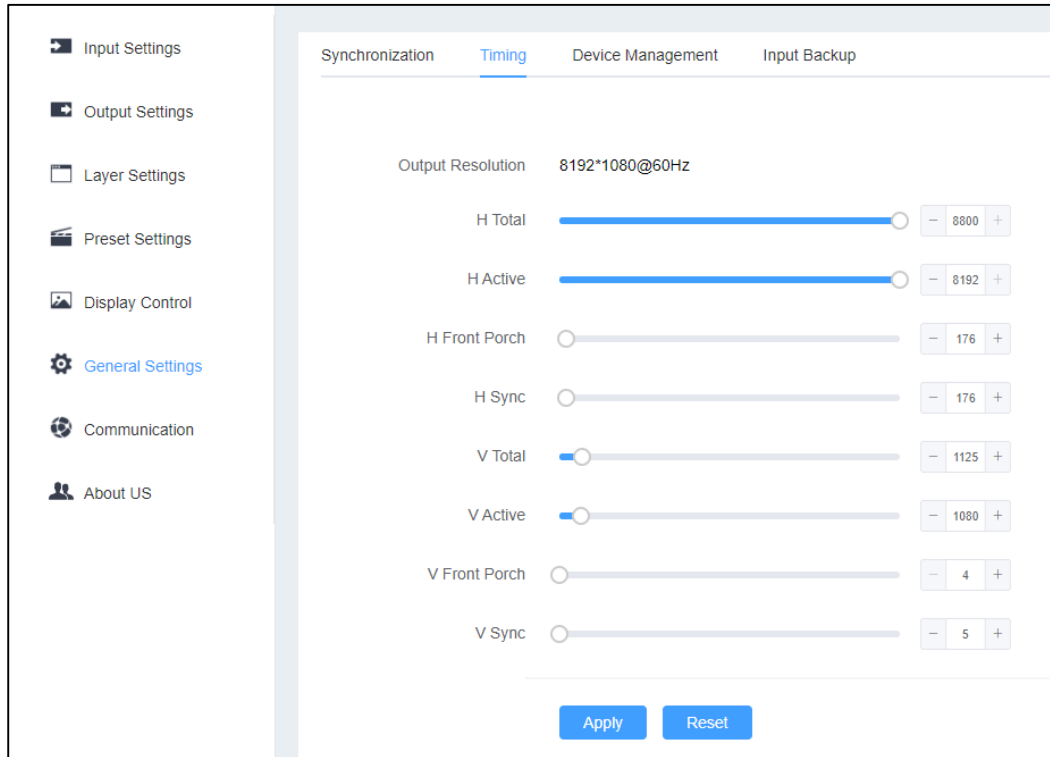 Input Settings
Output Settings
Layer Settings
Preset Settings
Display Control
General Settings
Communication
About US
Synchronization Timing Device Management Input Backup
Output Resolution 8192*1080@60Hz
H Total − 8800 +
H Active − 8192 +
H Front Porch − 176 +
H Sync − 176 +
V Total − 1125 +
V Active − 1080 +
V Front Porch − 4 +
V Sync − 5 +
Apply Reset